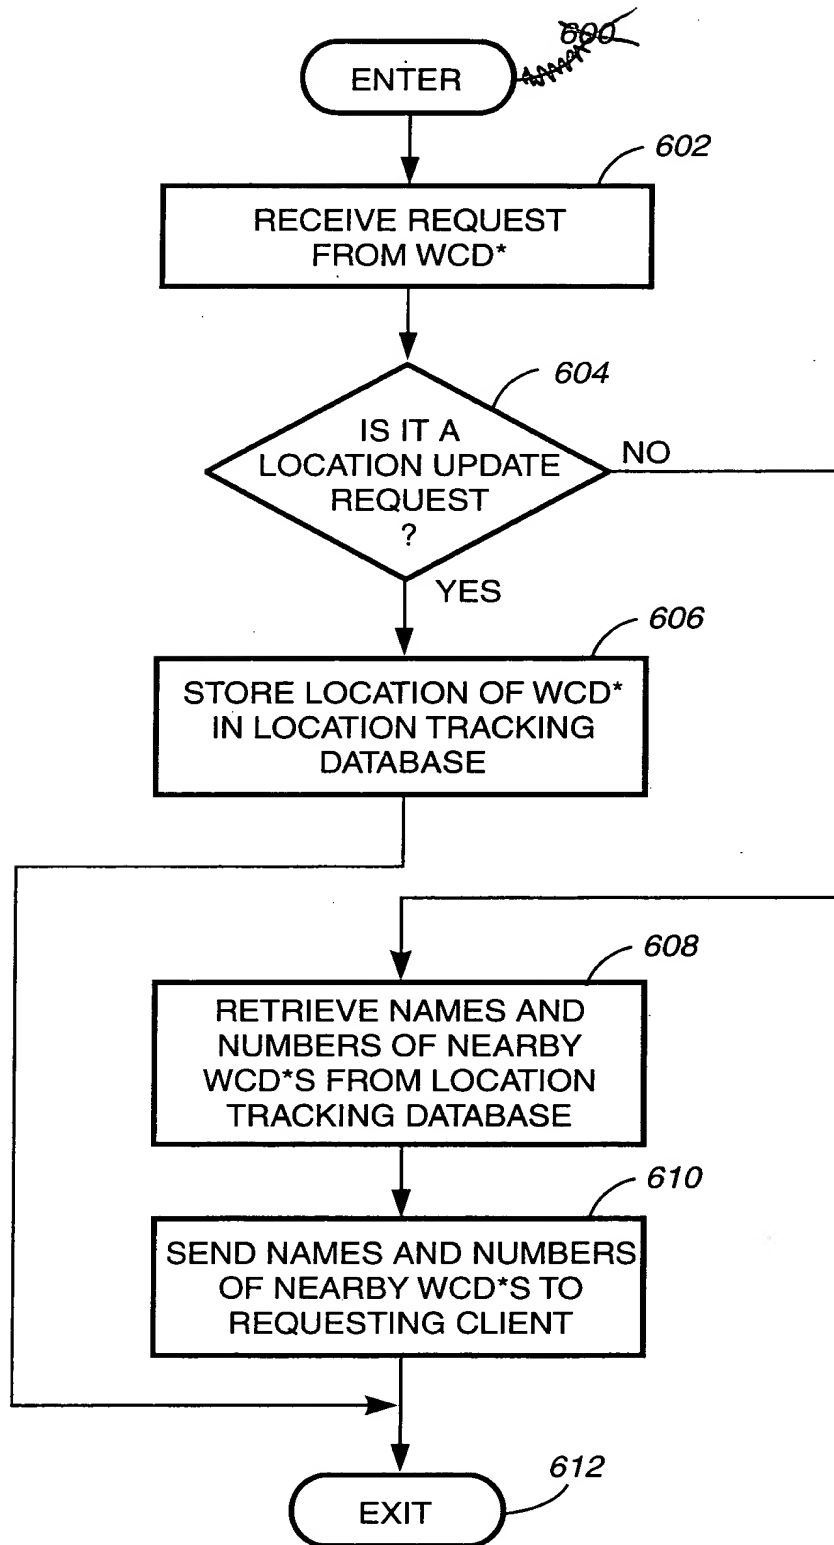 600
ENTER
602
RECEIVE REQUEST
FROM WCD*
604
IS IT A
LOCATION UPDATE
REQUEST
?
NO
YES
606
STORE LOCATION OF WCD*
IN LOCATION TRACKING
DATABASE
608
RETRIEVE NAMES AND
NUMBERS OF NEARBY
WCD*S FROM LOCATION
TRACKING DATABASE
610
SEND NAMES AND NUMBERS
OF NEARBY WCD*S TO
REQUESTING CLIENT
612
EXIT